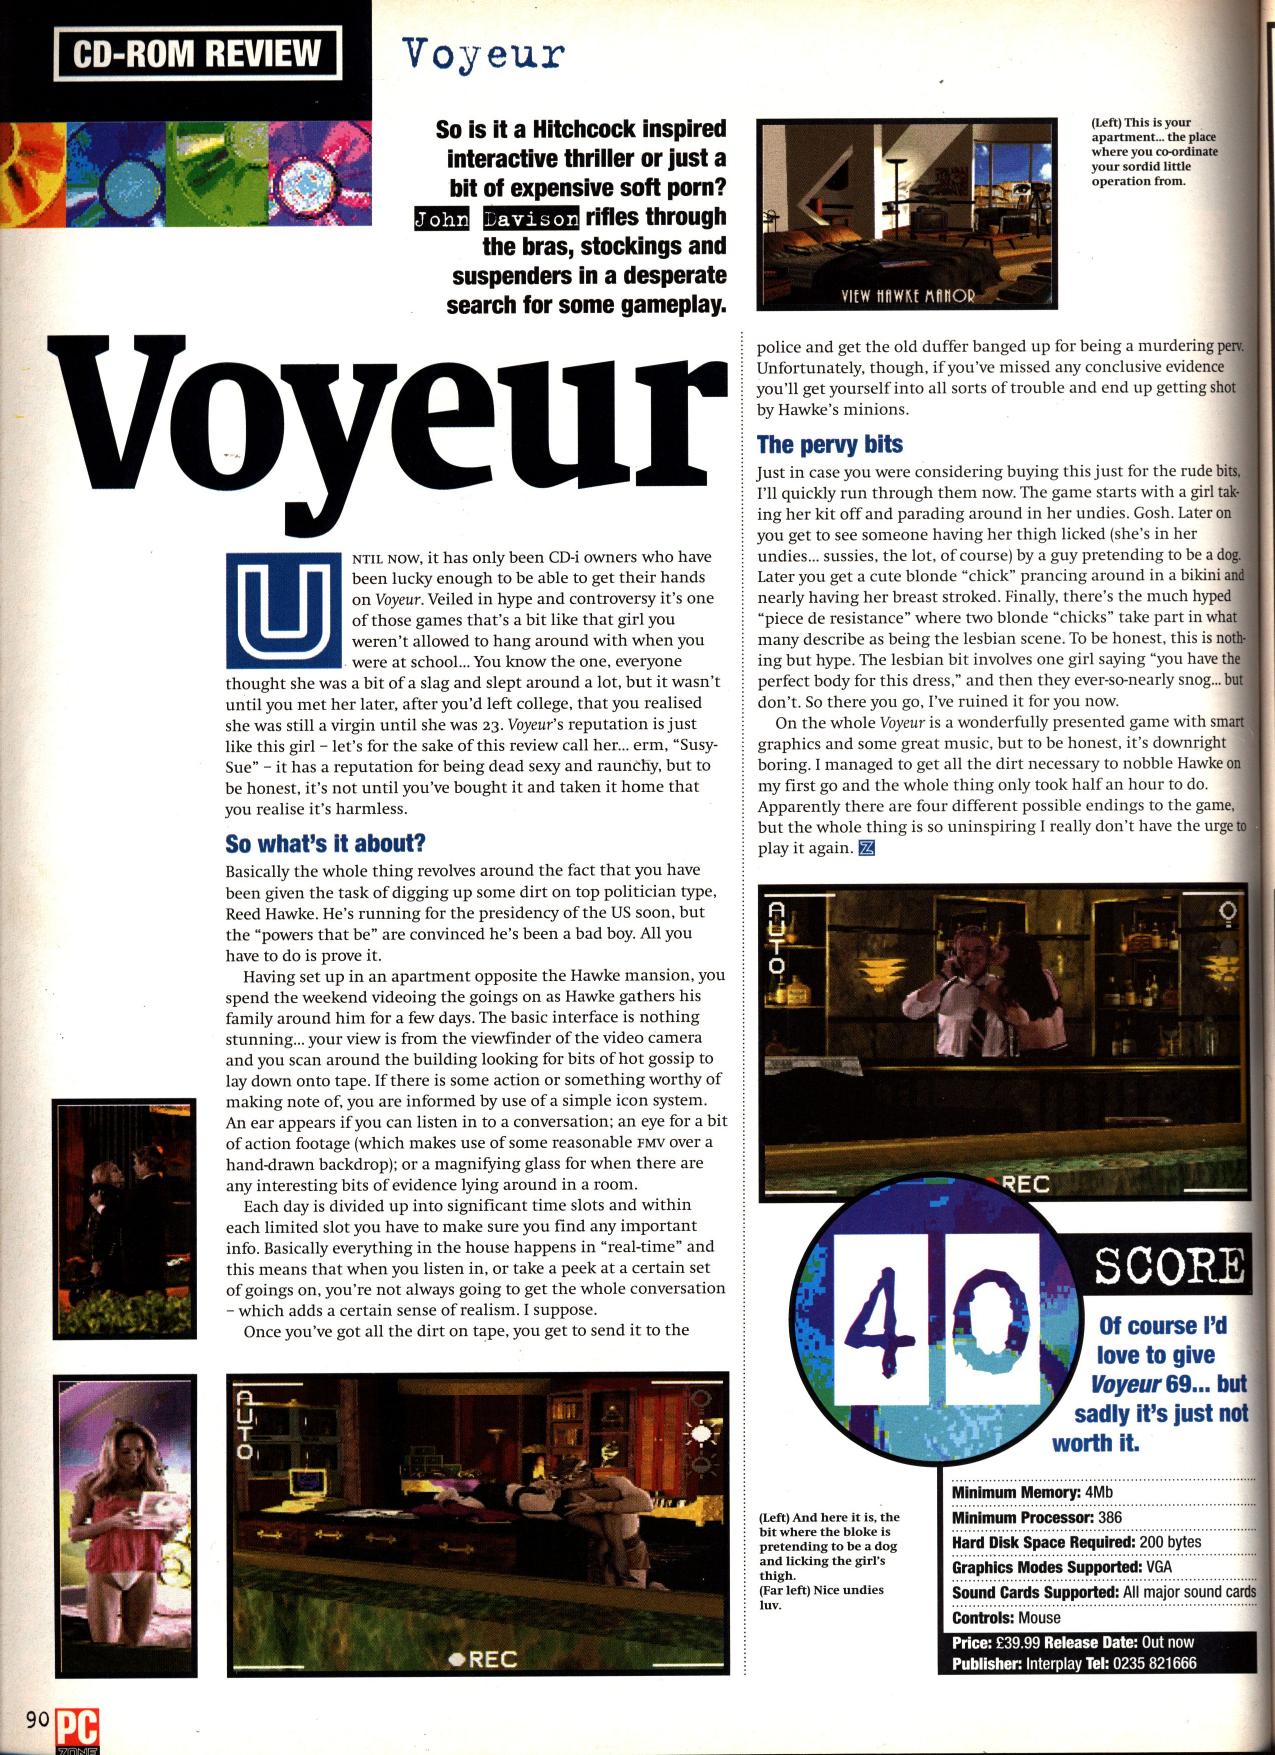 CD-ROM REVIEW
Voyeur
So is it a Hitchcock inspired
interactive thriller or just a
bit of expensive soft porn?
John Davison rifles through
the bras, stockings and
suspenders in a desperate
search for some gameplay.
VIEW HAWKE MANOR
(Left) This is your
apartment... the place
where you co-ordinate
your sordid little
operation from.
Voyeur
UNTIL NOW, it has only been CD-i owners who have
been lucky enough to be able to get their hands
on Voyeur. Veiled in hype and controversy it's one
of those games that's a bit like that girl you
weren't allowed to hang around with when you
were at school... You know the one, everyone
thought she was a bit of a slag and slept around a lot, but it wasn't
until you met her later, after you'd left college, that you realised
she was still a virgin until she was 23. Voyeur's reputation is just
like this girl – let's for the sake of this review call her... erm, "Susy-
Sue" – it has a reputation for being dead sexy and raunchy, but to
be honest, it's not until you've bought it and taken it home that
you realise it's harmless.
So what's it about?
Basically the whole thing revolves around the fact that you have
been given the task of digging up some dirt on top politician type,
Reed Hawke. He's running for the presidency of the US soon, but
the "powers that be" are convinced he's been a bad boy. All you
have to do is prove it.
Having set up in an apartment opposite the Hawke mansion, you
spend the weekend videoing the goings on as Hawke gathers his
family around him for a few days. The basic interface is nothing
stunning... your view is from the viewfinder of the video camera
and you scan around the building looking for bits of hot gossip to
lay down onto tape. If there is some action or something worthy of
making note of, you are informed by use of a simple icon system.
An ear appears if you can listen in to a conversation; an eye for a bit
of action footage (which makes use of some reasonable FMV over a
hand-drawn backdrop); or a magnifying glass for when there are
any interesting bits of evidence lying around in a room.
Each day is divided up into significant time slots and within
each limited slot you have to make sure you find any important
info. Basically everything in the house happens in "real-time" and
this means that when you listen in, or take a peek at a certain set
of goings on, you're not always going to get the whole conversation
– which adds a certain sense of realism. I suppose.
Once you've got all the dirt on tape, you get to send it to the
police and get the old duffer banged up for being a murdering perv.
Unfortunately, though, if you've missed any conclusive evidence
you'll get yourself into all sorts of trouble and end up getting shot
by Hawke's minions.
The pervy bits
Just in case you were considering buying this just for the rude bits,
I'll quickly run through them now. The game starts with a girl tak-
ing her kit off and parading around in her undies. Gosh. Later on
you get to see someone having her thigh licked (she's in her
undies... sussies, the lot, of course) by a guy pretending to be a dog.
Later you get a cute blonde "chick" prancing around in a bikini and
nearly having her breast stroked. Finally, there's the much hyped
"piece de resistance" where two blonde "chicks" take part in what
many describe as being the lesbian scene. To be honest, this is noth-
ing but hype. The lesbian bit involves one girl saying "you have the
perfect body for this dress," and then they ever-so-nearly snog... but
don't. So there you go, I've ruined it for you now.
On the whole Voyeur is a wonderfully presented game with smart
graphics and some great music, but to be honest, it's downright
boring. I managed to get all the dirt necessary to nobble Hawke on
my first go and the whole thing only took half an hour to do.
Apparently there are four different possible endings to the game,
but the whole thing is so uninspiring I really don't have the urge to
play it again. Z
AUTO
REC
AUTO
REC
40
SCORE
Of course I'd
love to give
Voyeur 69... but
sadly it's just not
worth it.
(Left) And here it is, the
bit where the bloke is
pretending to be a dog
and licking the girl's
thigh.
(Far left) Nice undies
luv.
Minimum Memory: 4Mb
Minimum Processor: 386
Hard Disk Space Required: 200 bytes
Graphics Modes Supported: VGA
Sound Cards Supported: All major sound cards
Controls: Mouse
Price: £39.99 Release Date: Out now
Publisher: Interplay Tel: 0235 821666
90 PC
ZONE